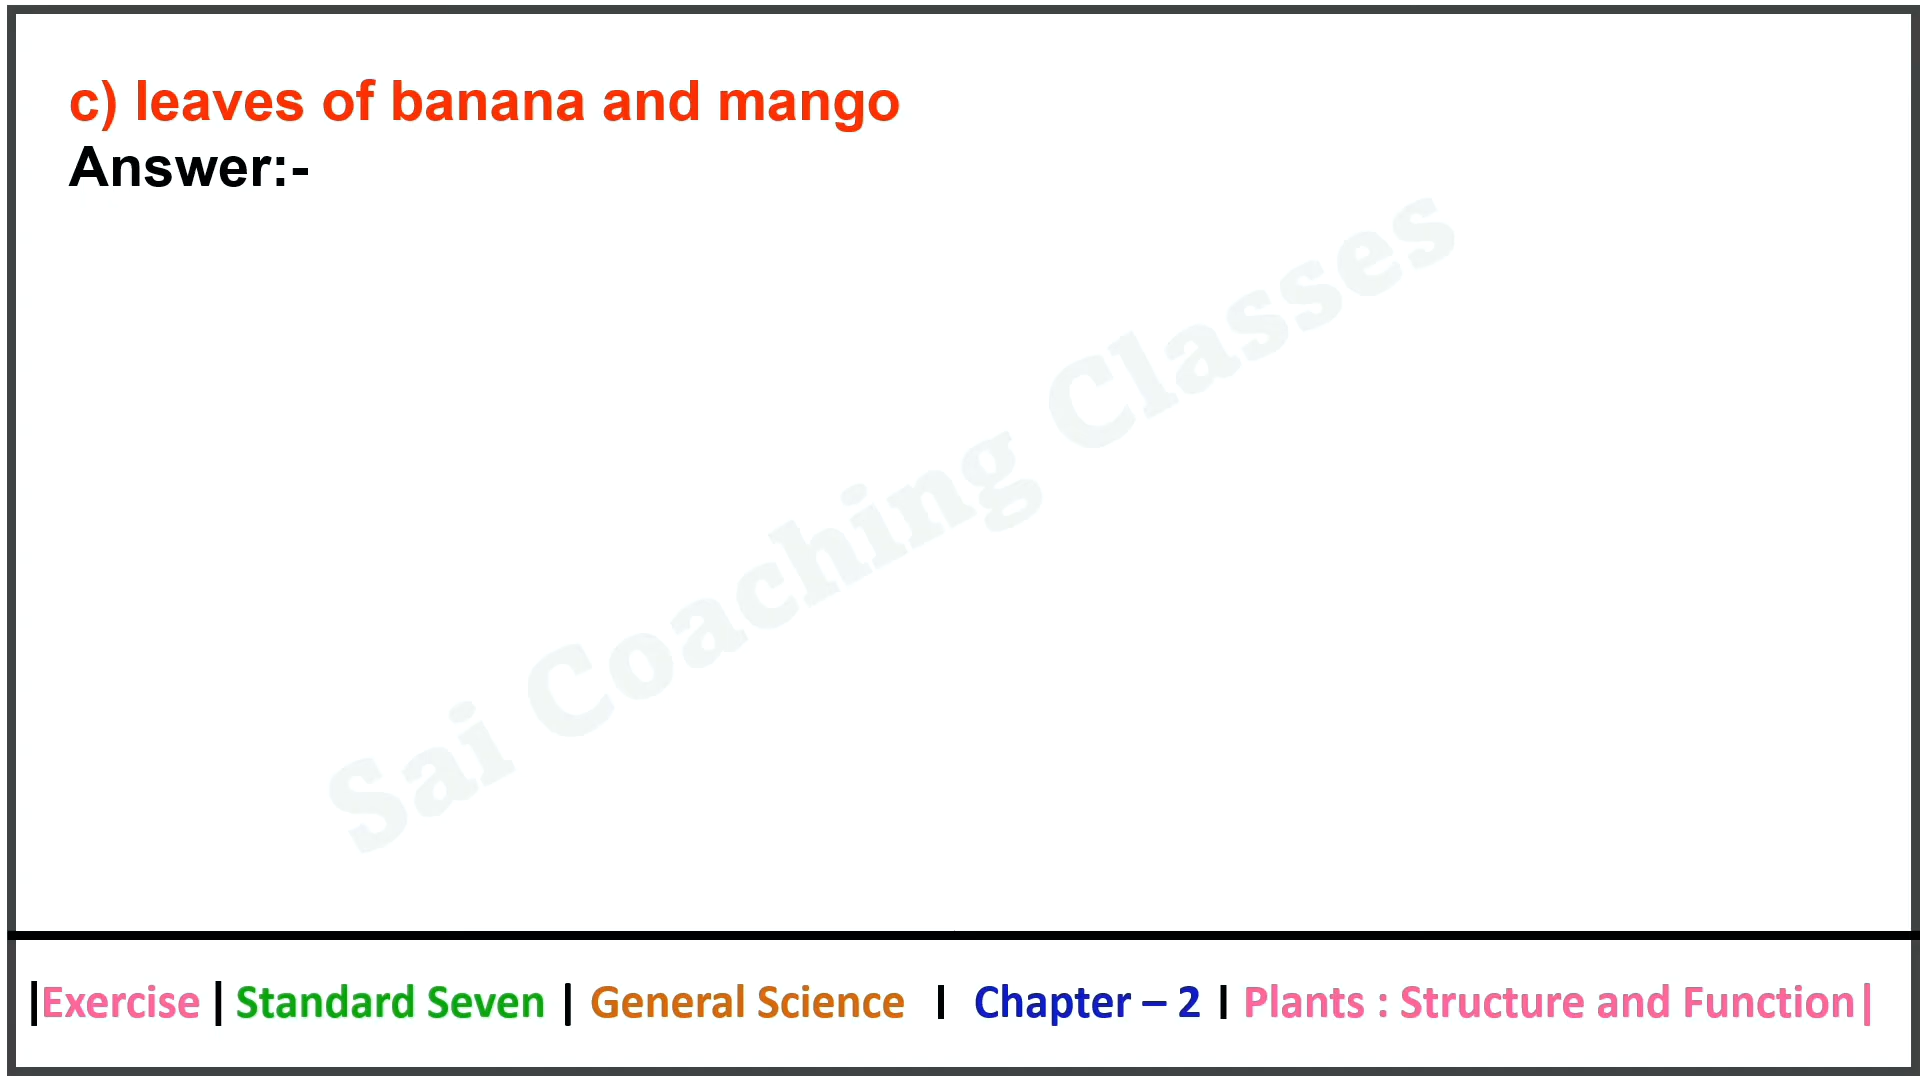 c) leaves of banana and mango
Answer:-
Sai Coaching Classes
|Exercise | Standard Seven | General Science I Chapter – 2 I Plants : Structure and Function|